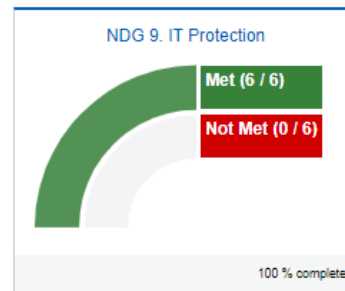 NDG 9. IT Protection
Met (6 / 6)
Not Met (0 / 6)
100 % complete